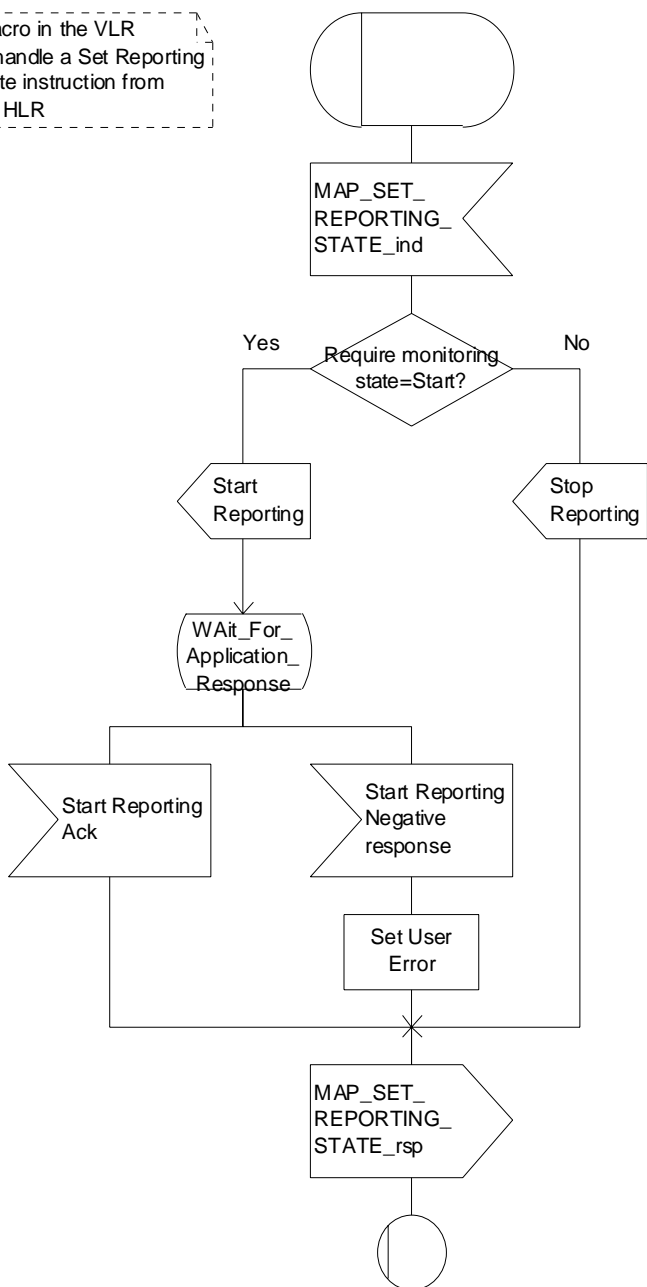 handle a Set Reporting
instruction from
HLR
in the VLR
MAP_SET_
REPORTING_
STATE_ind
Yes
Require monitoring
state=Start?
No
Start
Reporting
Stop
Reporting
WAit_For_
Application_
Response
Start Reporting
Ack
Start Reporting
Negative
response
Set User
Error
MAP_SET_
REPORTING_
STATE_rsp